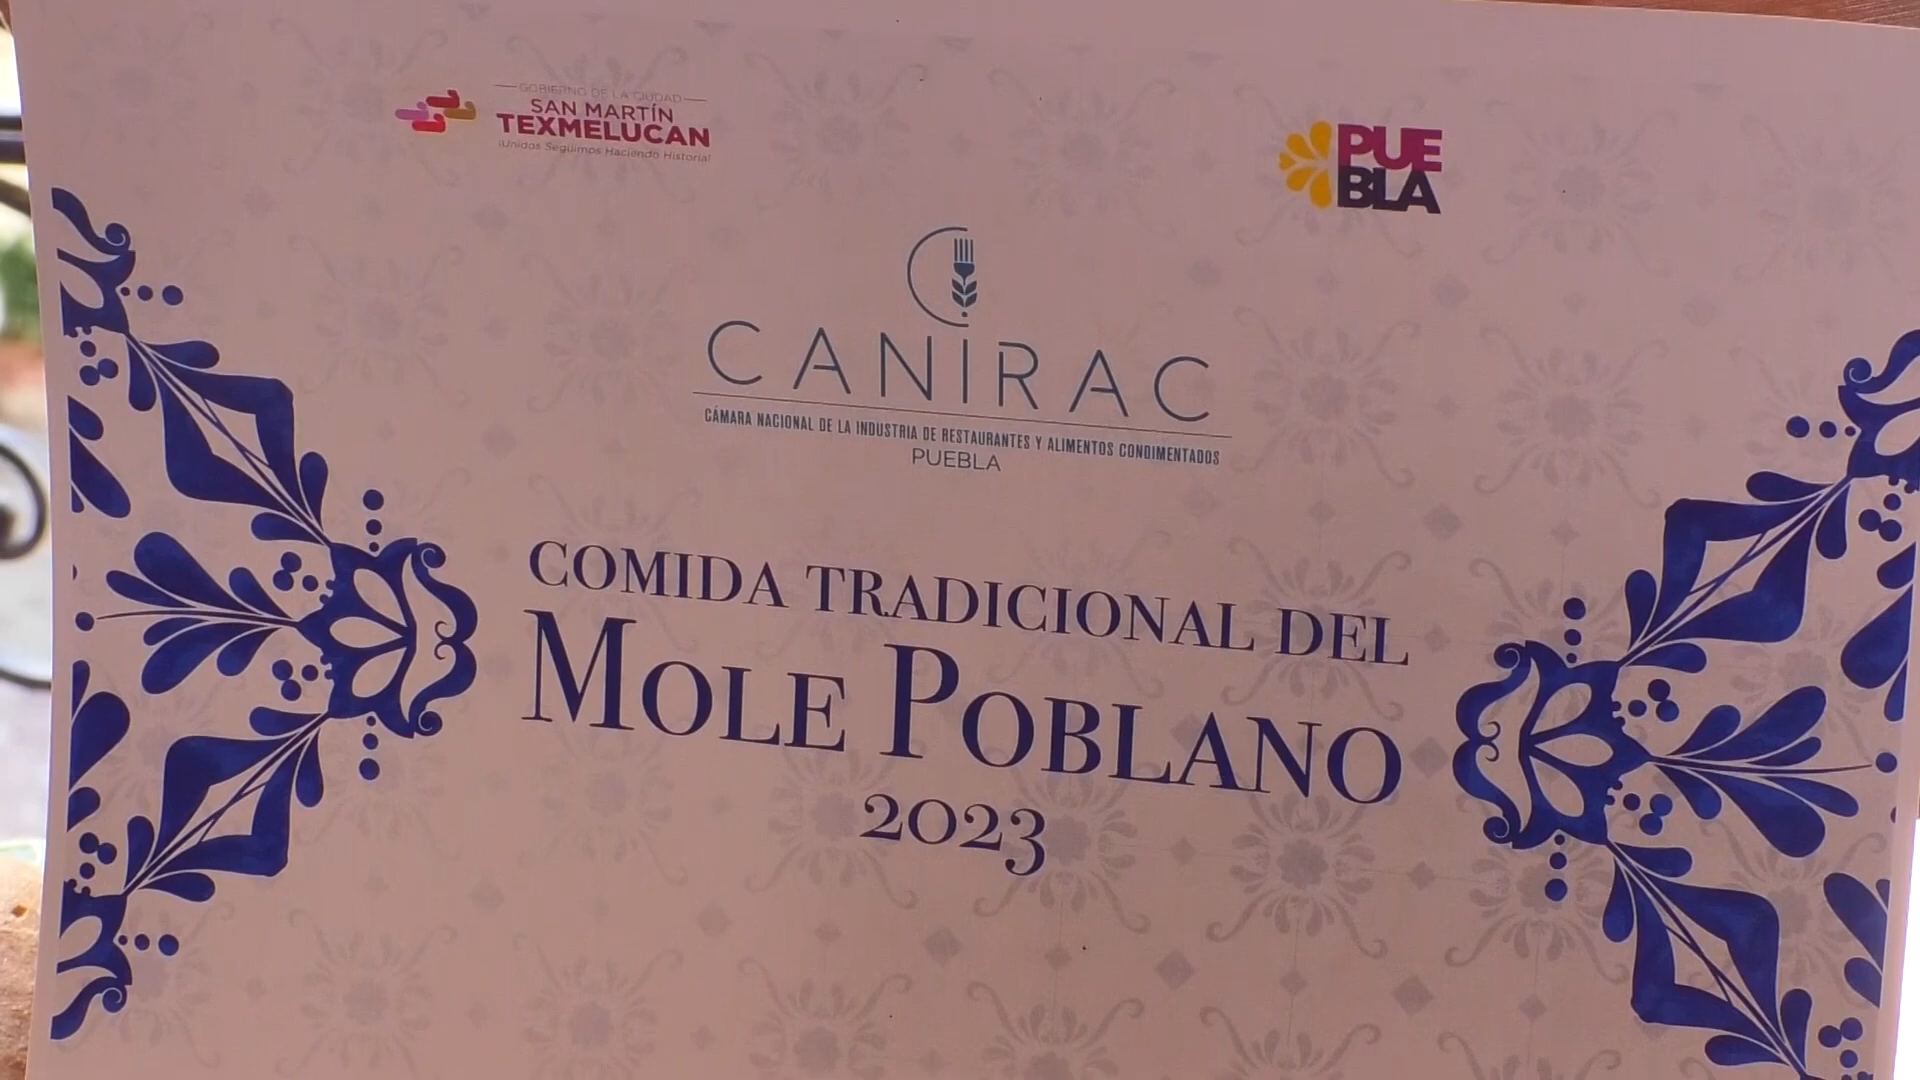 GOBIERNO DE LA CIUDAD
SAN MARTÍN
TEXMELUCAN
¡Unidos Seguimos Haciendo Historia!
PUE
BLA
CANIRAC
CÁMARA NACIONAL DE LA INDUSTRIA DE RESTAURANTES Y ALIMENTOS CONDIMENTADOS
PUEBLA
COMIDA TRADICIONAL DEL
MOLE POBLANO
2023